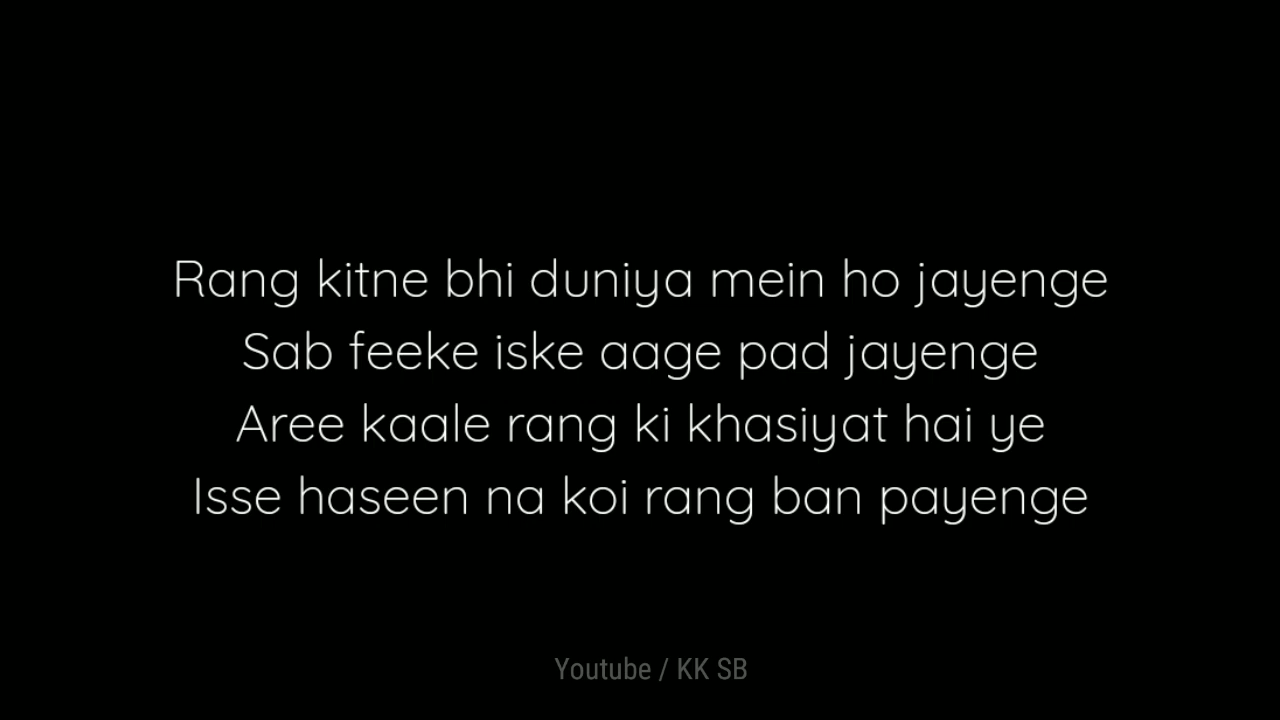 Rang kitne bhi duniya mein ho jayenge
Sab feeke iske aage pad jayenge
Aree kaale rang ki khasiyat hai ye
Isse haseen na koi rang ban payenge
Youtube / KK SB